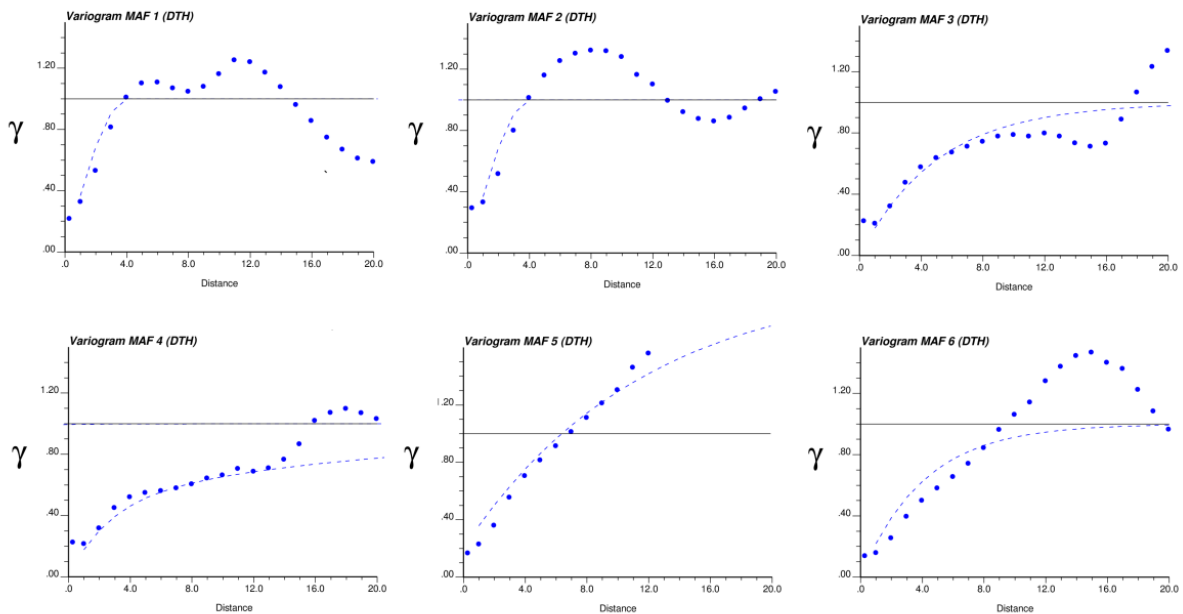 Variogram MAF 1 (DTH)
1.20
1.00
.80
.40
.00
γ
.0 4.0 8.0 12.0 16.0 20.0
Distance
Variogram MAF 2 (DTH)
1.20
.80
.40
.00
γ
.0 4.0 8.0 12.0 16.0 20.0
Distance
Variogram MAF 3 (DTH)
1.20
.80
.40
.00
γ
.0 4.0 8.0 12.0 16.0 20.0
Distance
Variogram MAF 4 (DTH)
1.20
.80
.40
.00
γ
.0 4.0 8.0 12.0 16.0 20.0
Distance
Variogram MAF 5 (DTH)
1.20
.80
.40
.00
γ
.0 4.0 8.0 12.0 16.0 20.0
Distance
Variogram MAF 6 (DTH)
1.20
.80
.40
.00
γ
.0 4.0 8.0 12.0 16.0 20.0
Distance